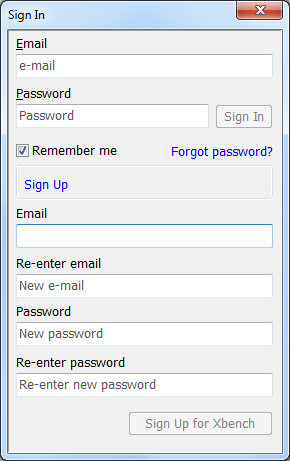 Sign In
Email
e-mail
Password
Password
Sign In
Remember me
Forgot password?
Sign Up
Email
Re-enter email
New e-mail
Password
New password
Re-enter password
Re-enter new password
Sign Up for Xbench